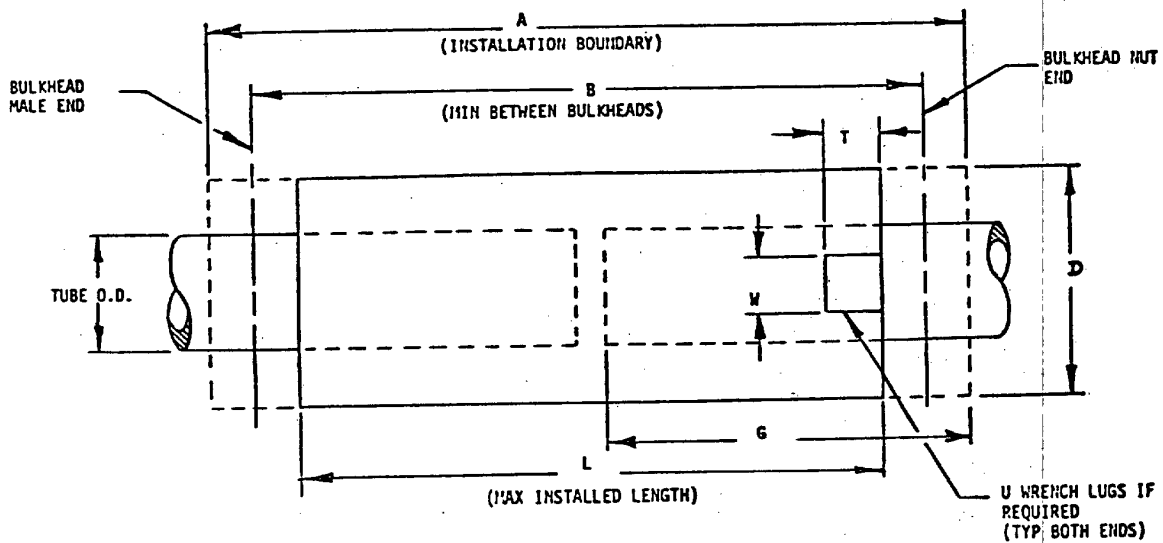 A
(INSTALLATION BOUNDARY)
BULKHEAD
MALE END
BULKHEAD NUT
END
B
(MIN BETWEEN BULKHEADS)
T
TUBE O.D.
W
D
G
L
(MAX INSTALLED LENGTH)
U WRENCH LUGS IF
REQUIRED
(TYP BOTH ENDS)